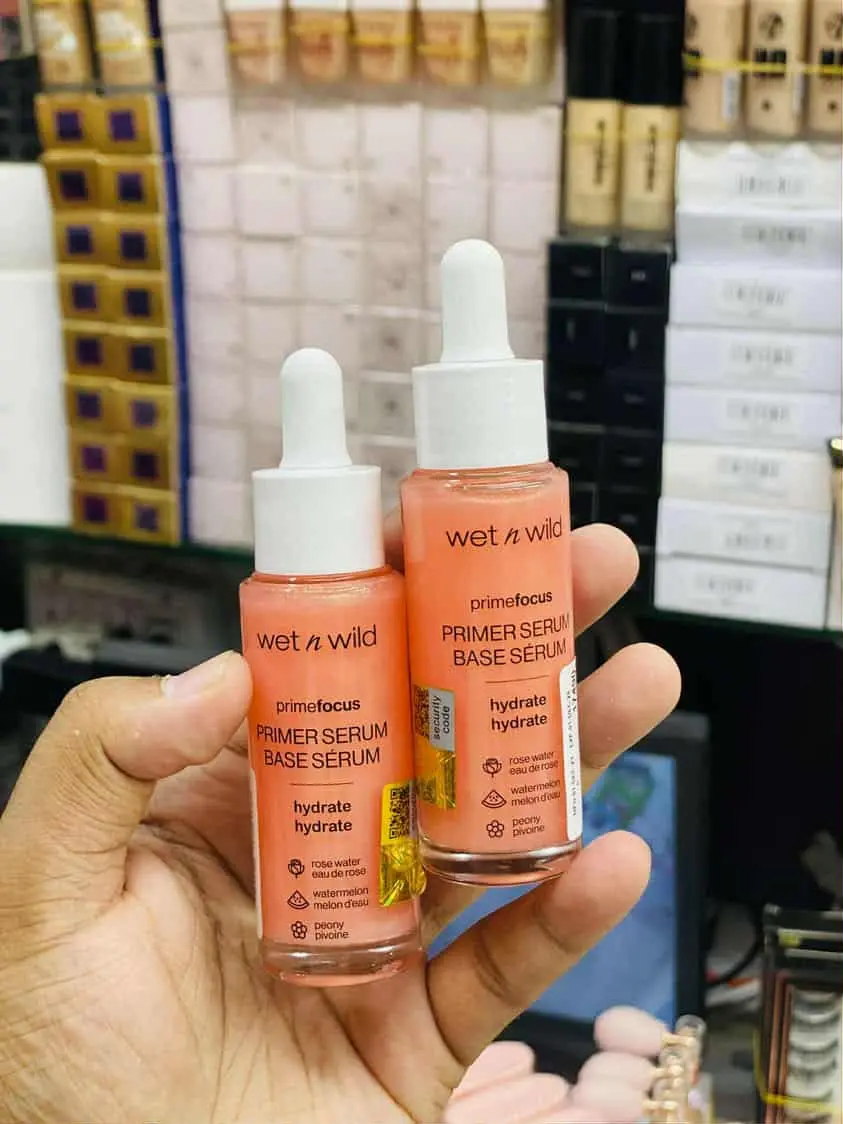 wet n wild
primefocus
PRIMER SERUM
BASE SÉRUM
hydrate
hydrate
rose water
eau de rose
watermelon
melon d'eau
peony
pivoine
wet n wild
primefocus
PRIMER SERUM
BASE SÉRUM
hydrate
hydrate
security
code
rose water
eau de rose
watermelon
melon d'eau
peony
pivoine